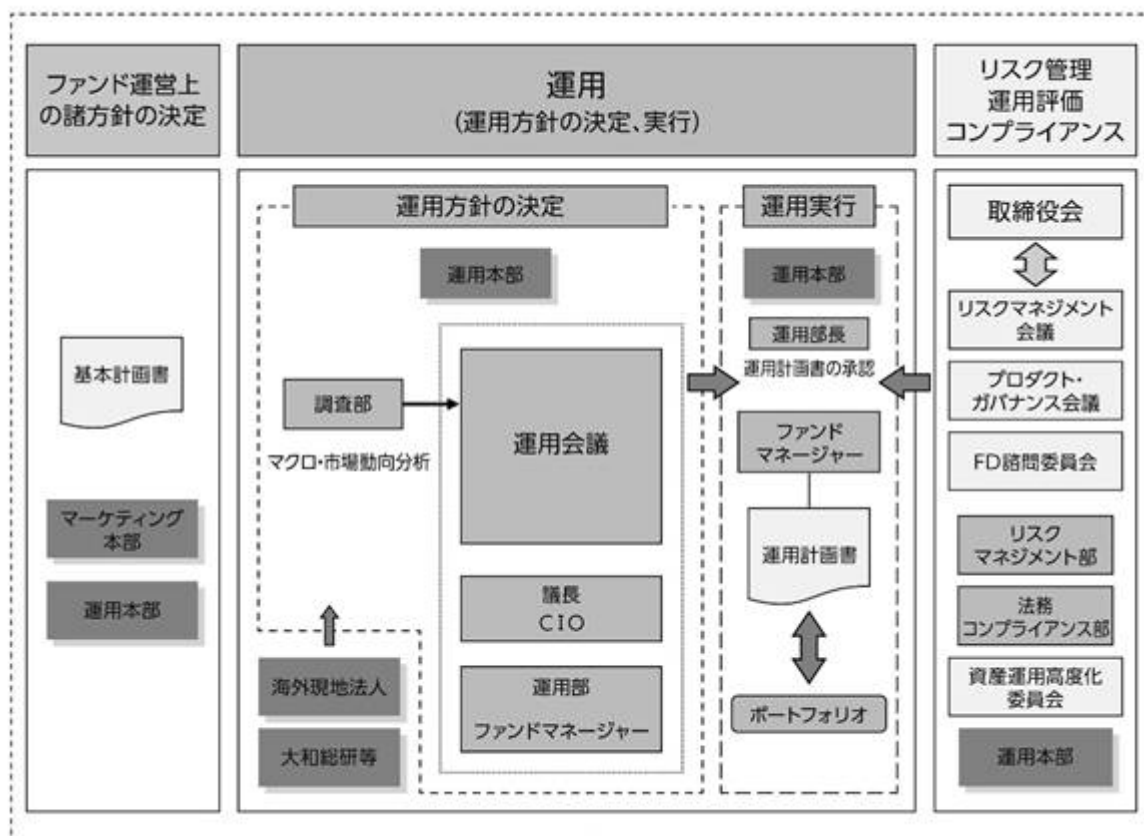 ファンド運営上
の諸方針の決定
運用
(運用方針の決定、実行)
リスク管理
運用評価
コンプライアンス
基本計画書
マーケティング
本部
運用本部
運用方針の決定
運用本部
調査部
マクロ・市場動向分析
運用会議
議長
CIO
運用部
ファンドマネージャー
海外現地法人
大和総研等
運用実行
運用本部
運用部長
運用計画書の承認
ファンド
マネージャー
運用計画書
ポートフォリオ
取締役会
リスクマネジメント
会議
プロダクト・
ガバナンス会議
FD諮問委員会
リスク
マネジメント部
法務
コンプライアンス部
資産運用高度化
委員会
運用本部